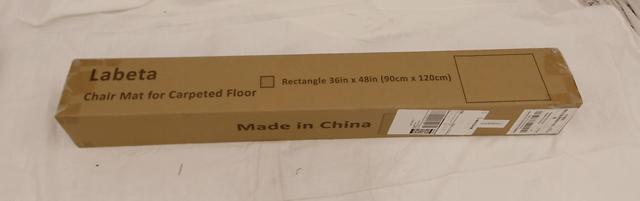 Labeta
Chair Mat for Carpeted Floor
Rectangle 36in x 48in (90cm x 120cm)
Made in China